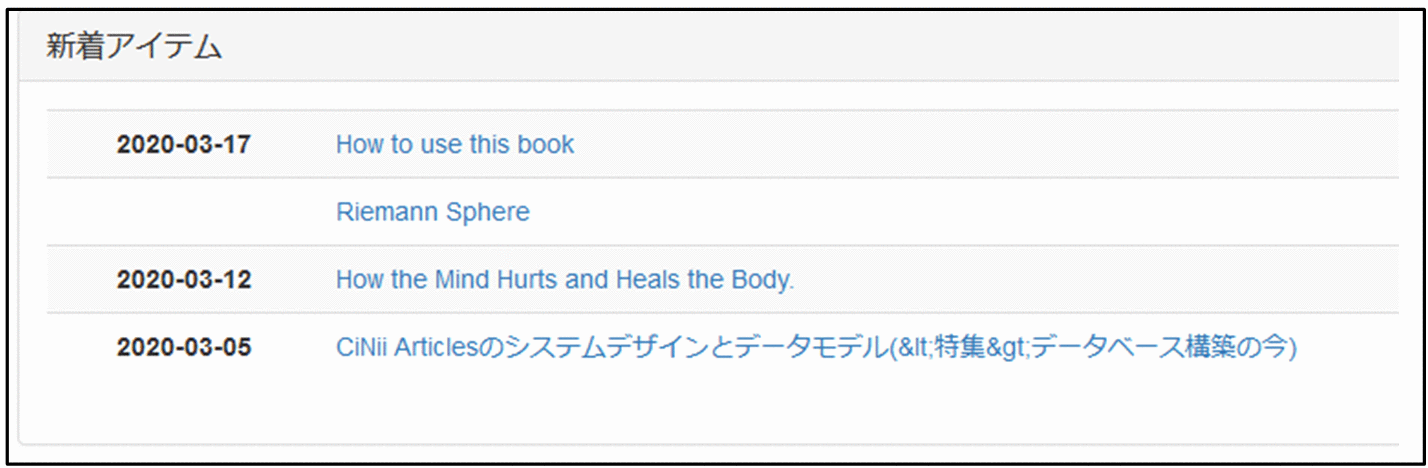 新着アイテム
2020-03-17 How to use this book
Riemann Sphere
2020-03-12 How the Mind Hurts and Heals the Body.
2020-03-05 CiNii Articlesのシステムデザインとデータモデル(&lt;特集&gt;データベース構築の今)